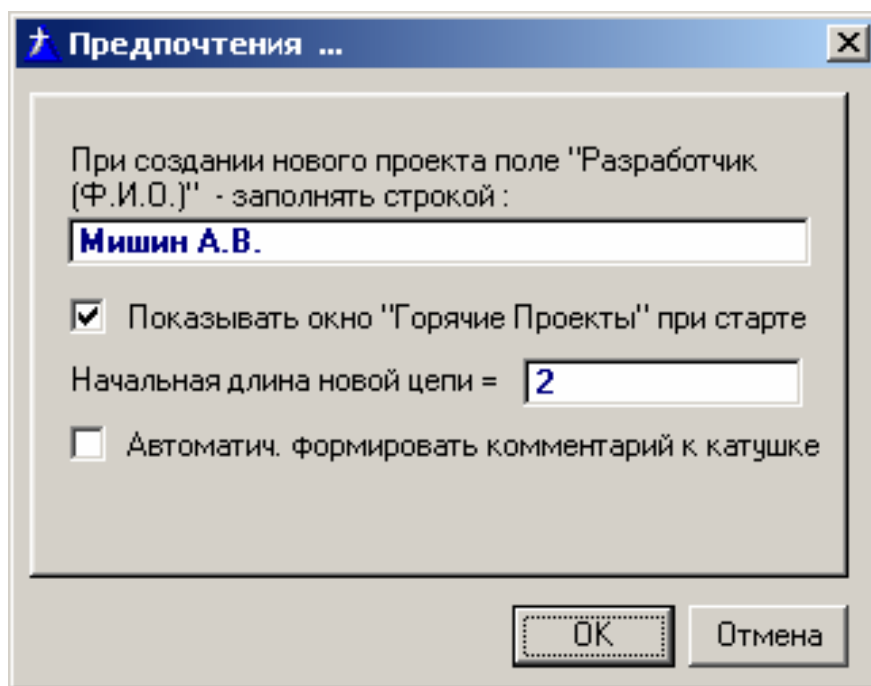 Предпочтения ...
При создании нового проекта поле "Разработчик
(Ф.И.О.)" - заполнять строкой :
Мишин А.В.
Показывать окно "Горячие Проекты" при старте
Начальная длина новой цепи = 2
Автоматич. формировать комментарий к катушке
OK Отмена